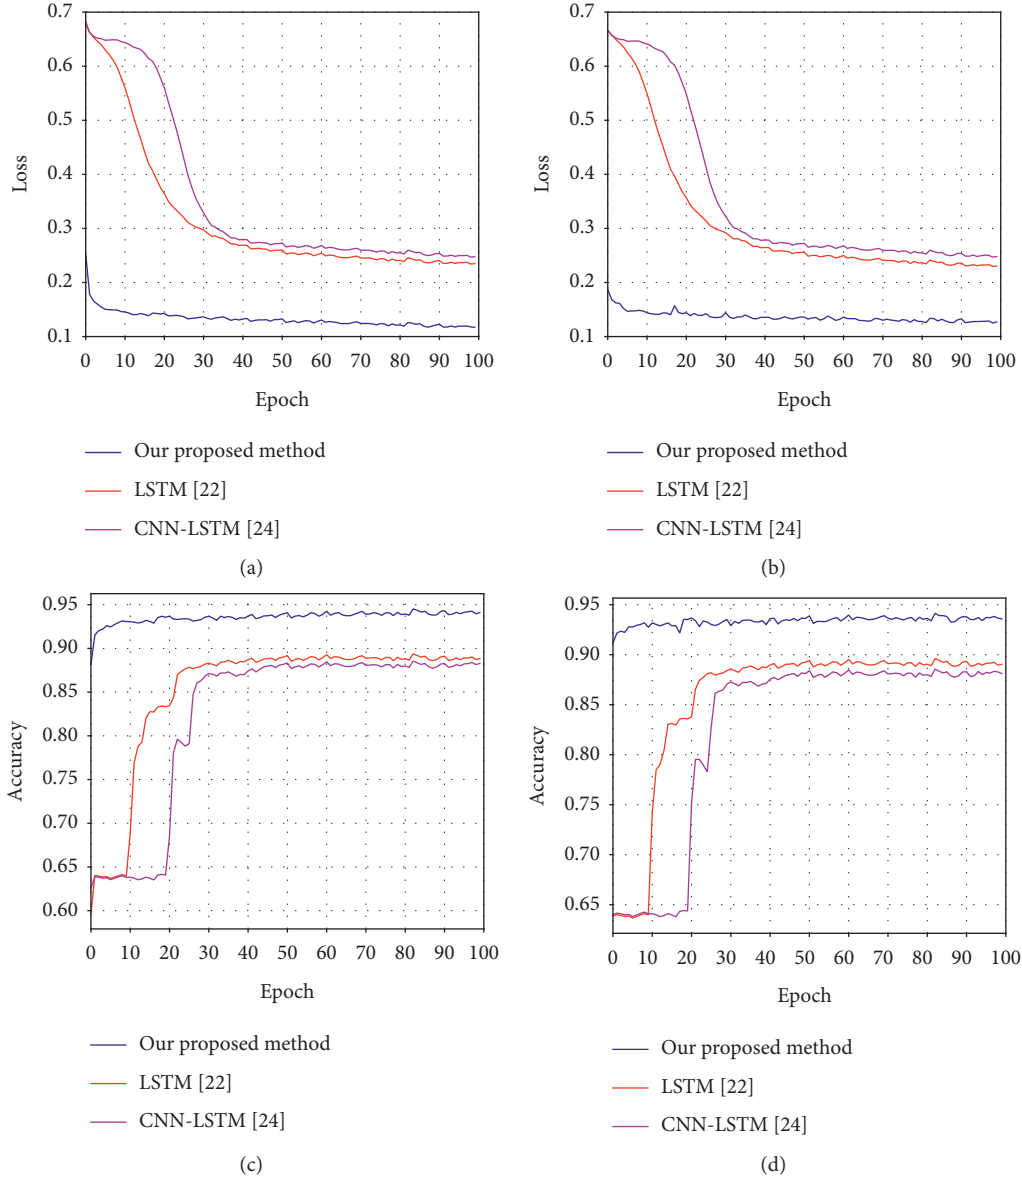 0.7
0.6
0.5
0.4
0.3
0.2
0.1
Loss
0 10 20 30 40 50 60 70 80 90 100
Epoch
Our proposed method
LSTM [22]
CNN-LSTM [24]
(a)
0.7
0.6
0.5
0.4
0.3
0.2
0.1
Loss
0 10 20 30 40 50 60 70 80 90 100
Epoch
Our proposed method
LSTM [22]
CNN-LSTM [24]
(b)
0.95
0.90
0.85
0.80
0.75
0.70
0.65
0.60
Accuracy
0 10 20 30 40 50 60 70 80 90 100
Epoch
Our proposed method
LSTM [22]
CNN-LSTM [24]
(c)
0.95
0.90
0.85
0.80
0.75
0.70
0.65
Accuracy
0 10 20 30 40 50 60 70 80 90 100
Epoch
Our proposed method
LSTM [22]
CNN-LSTM [24]
(d)